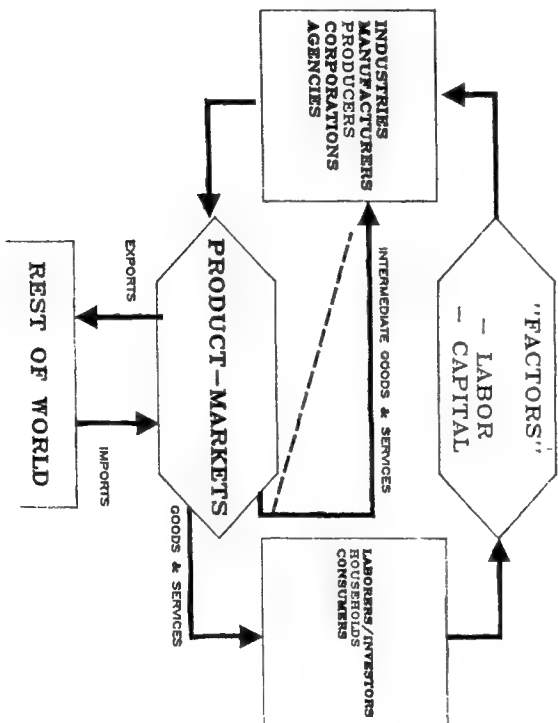 "FACTORS"
— LABOR
— CAPITAL
INDUSTRIES
MANUFACTURERS
PRODUCERS
CORPORATIONS
AGENCIES
INTERMEDIATE GOODS & SERVICES
LABORERS/INVESTORS
HOUSEHOLDS
CONSUMERS
PRODUCT—MARKETS
GOODS & SERVICES
EXPORTS
IMPORTS
REST OF WORLD